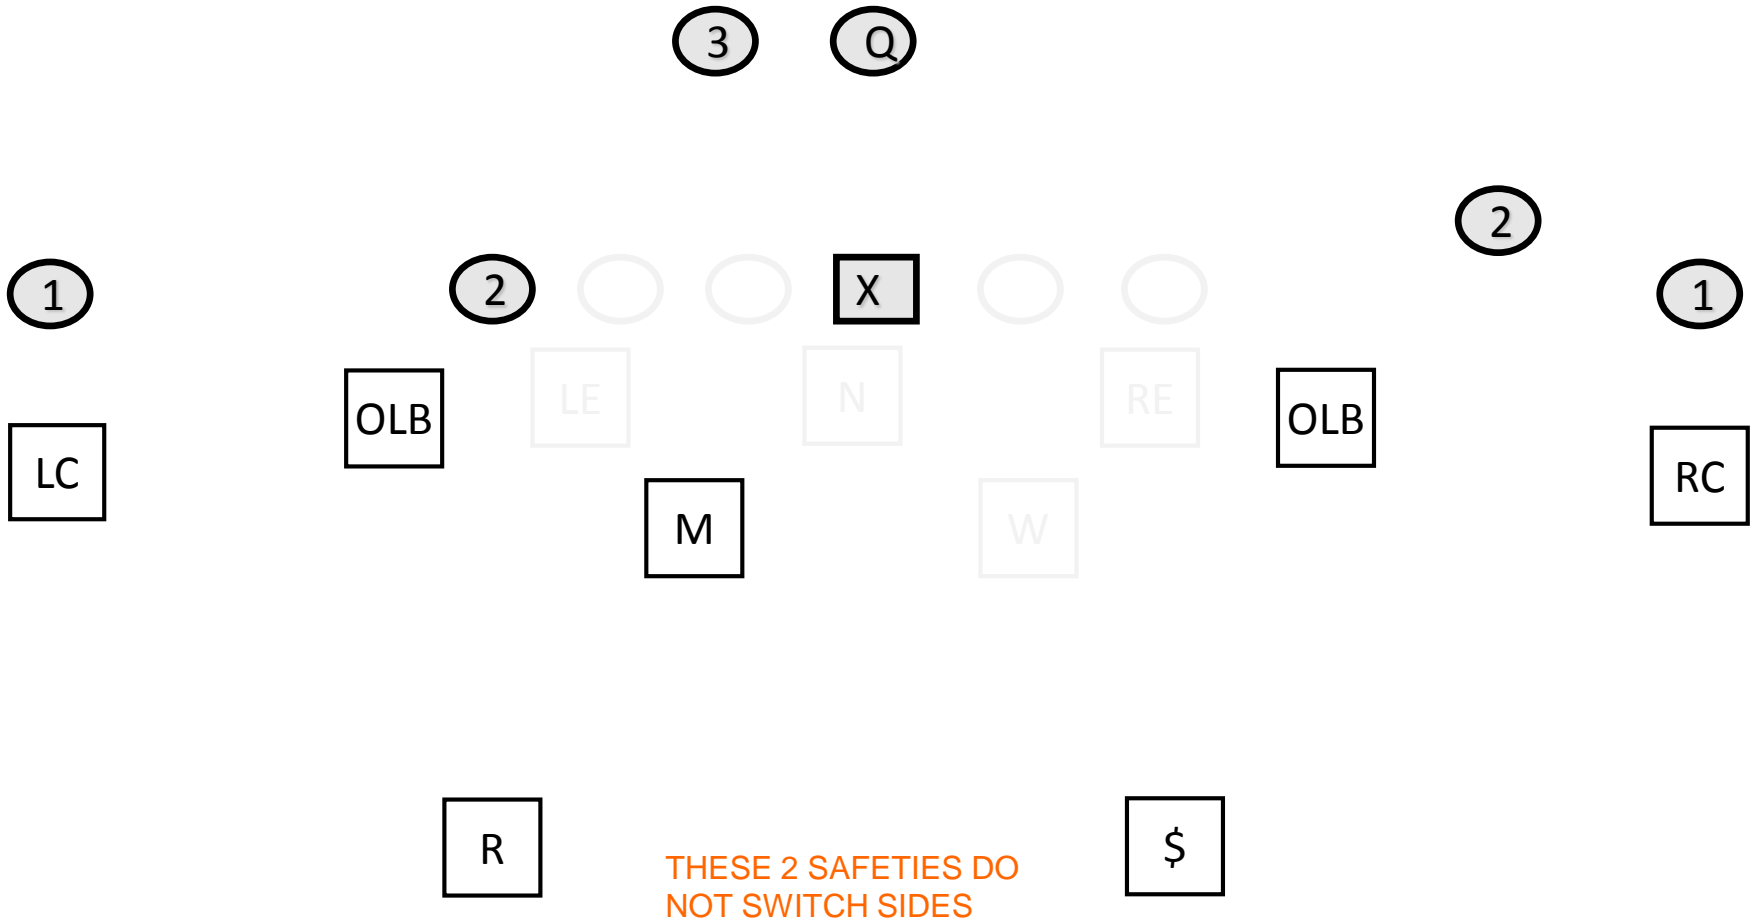 3 Q
2
1 2 X 1
LE N RE
OLB OLB
LC RC
M W
R $
THESE 2 SAFETIES DO
NOT SWITCH SIDES